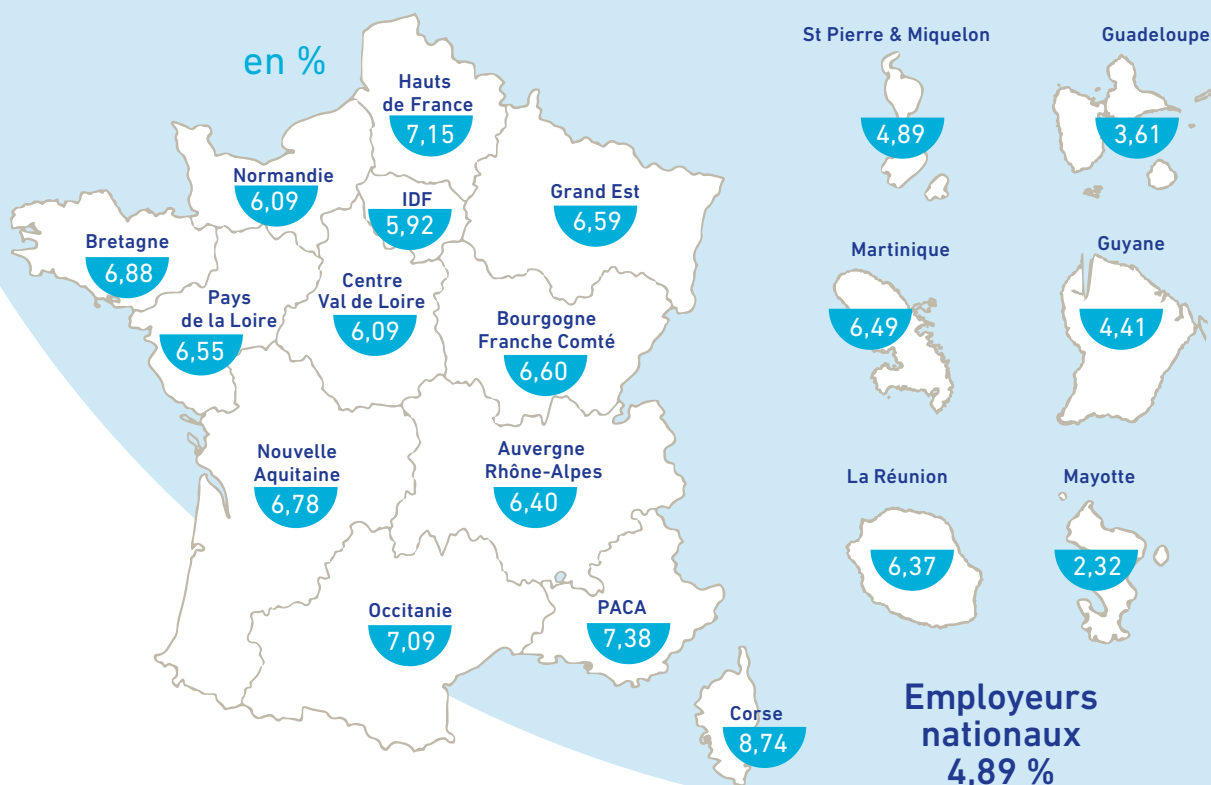 en %
Hauts
de France
7,15
Normandie
6,09
IDF
5,92
Grand Est
6,59
Bretagne
6,88
Pays
de la Loire
6,55
Centre
Val de Loire
6,09
Bourgogne
Franche Comté
6,60
Nouvelle
Aquitaine
6,78
Auvergne
Rhône-Alpes
6,40
Occitanie
7,09
PACA
7,38
Corse
8,74
St Pierre & Miquelon
4,89
Guadeloupe
3,61
Martinique
6,49
Guyane
4,41
La Réunion
6,37
Mayotte
2,32
Employeurs
nationaux
4,89 %